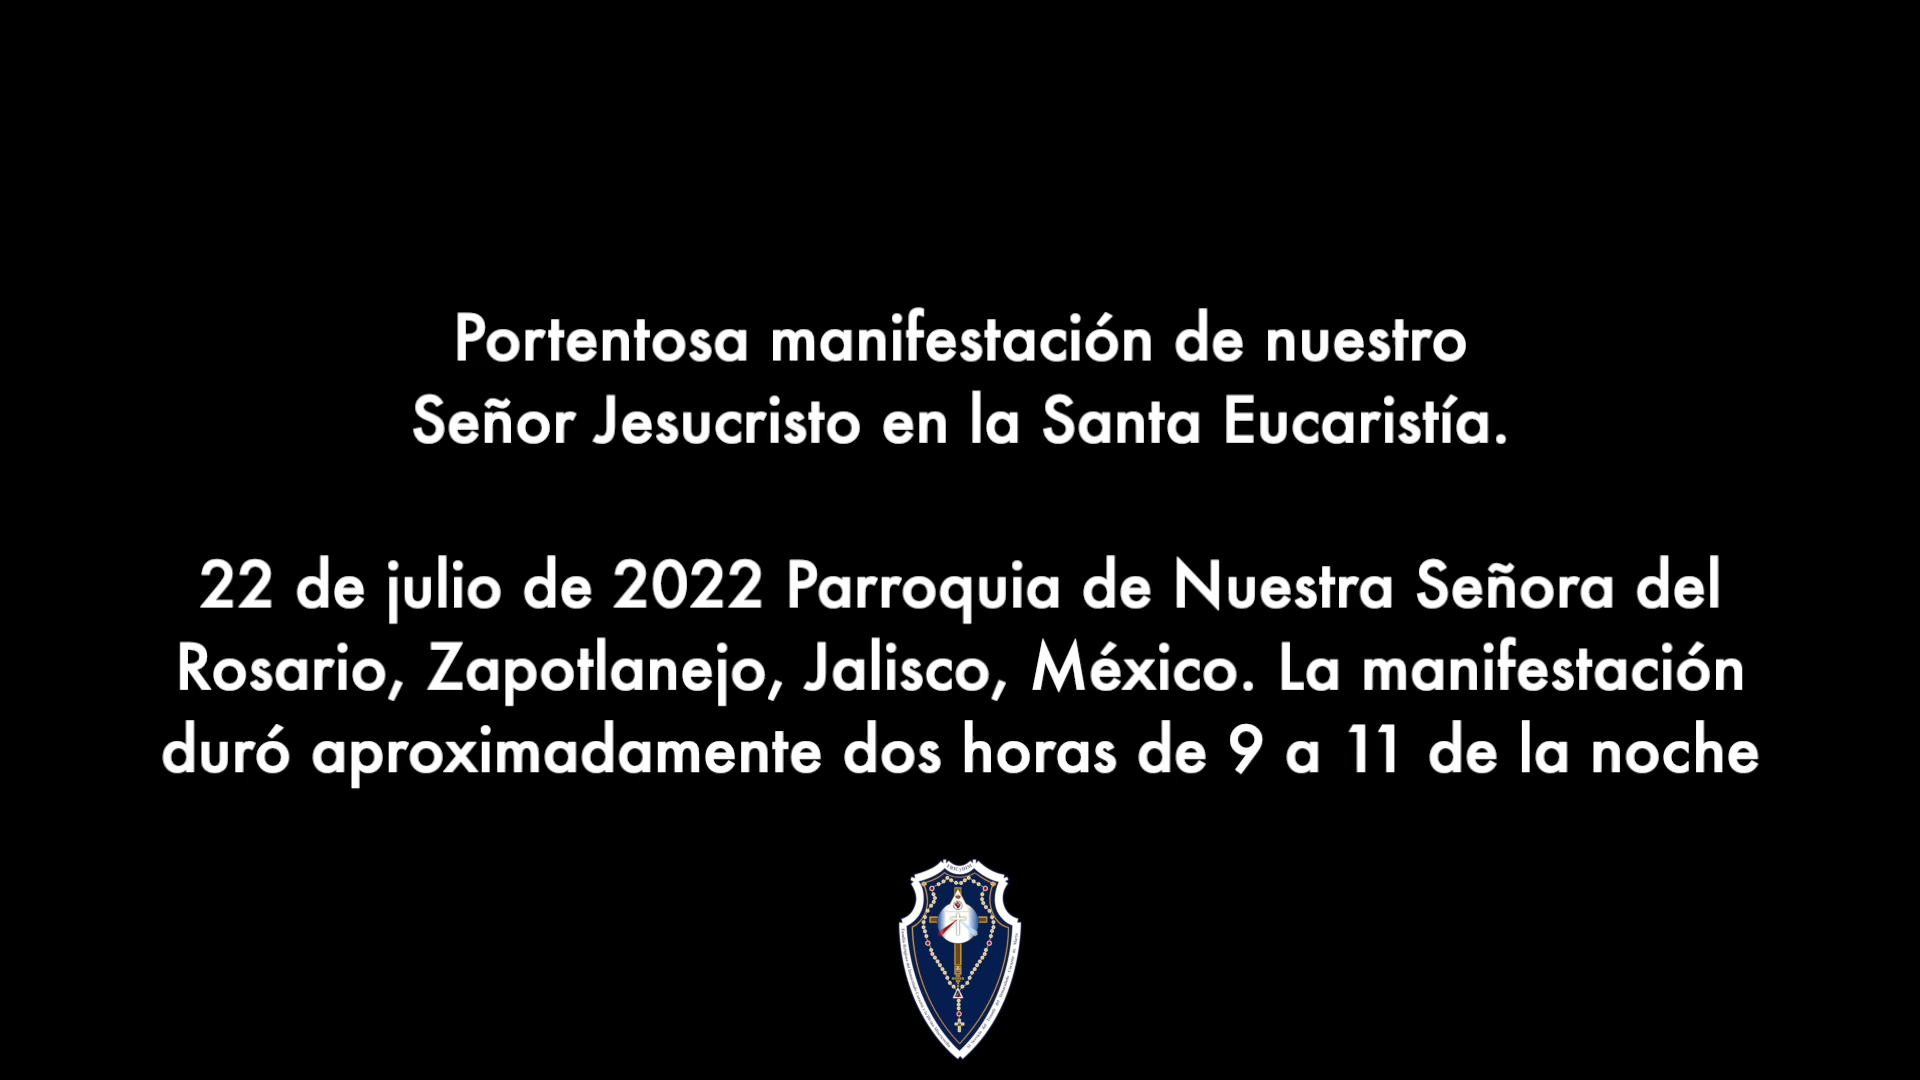 Portentosa manifestación de nuestro
Señor Jesucristo en la Santa Eucaristía.
22 de julio de 2022 Parroquia de Nuestra Señora del
Rosario, Zapotlanejo, Jalisco, México. La manifestación
duró aproximadamente dos horas de 9 a 11 de la noche